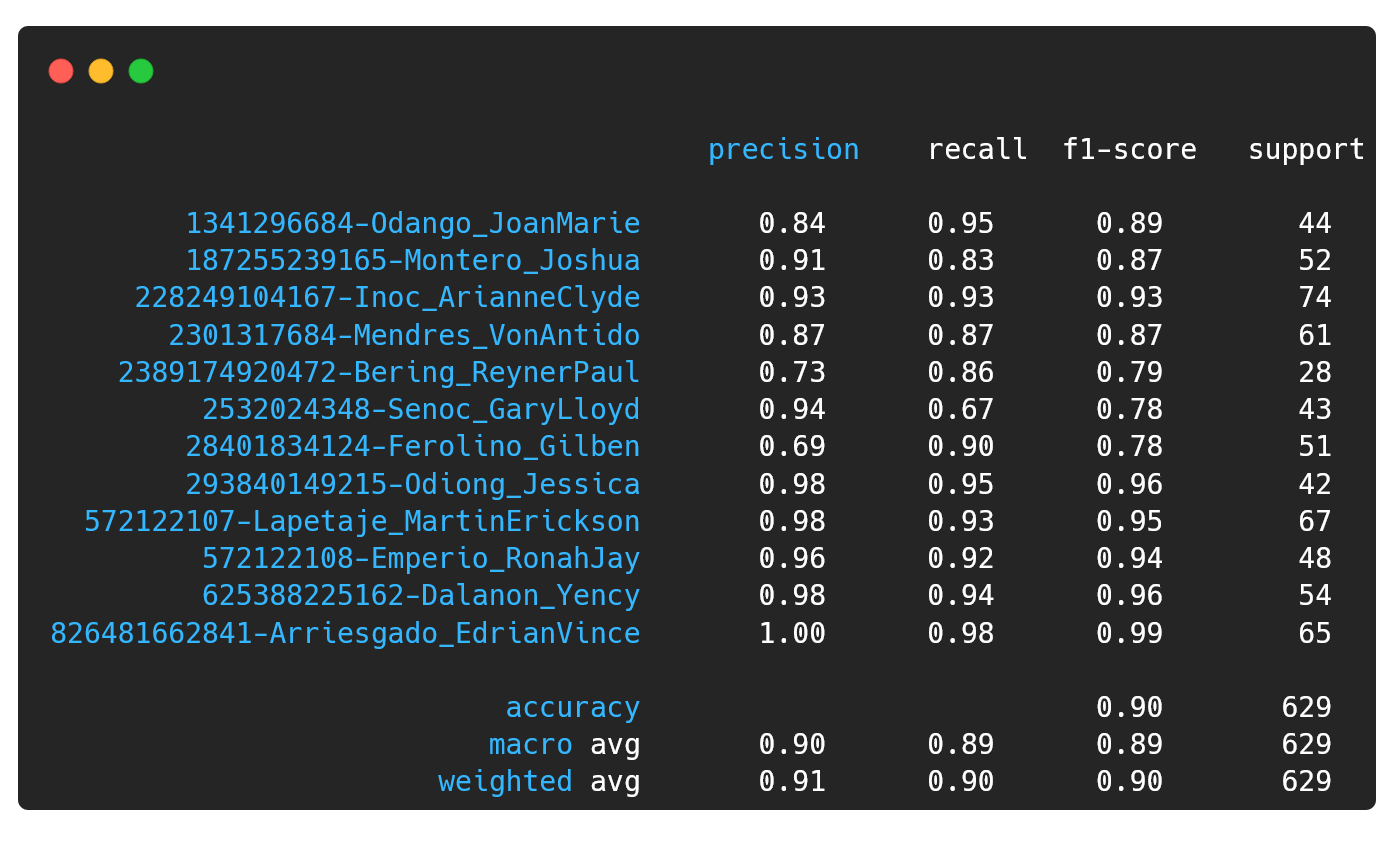 precision recall f1-score support
1341296684-Odango_JoanMarie 0.84 0.95 0.89 44
187255239165-Montero_Joshua 0.91 0.83 0.87 52
228249104167-Inoc_ArianneClyde 0.93 0.93 0.93 74
2301317684-Mendres_VonAntido 0.87 0.87 0.87 61
2389174920472-Bering_ReynerPaul 0.73 0.86 0.79 28
2532024348-Senoc_GaryLloyd 0.94 0.67 0.78 43
28401834124-Ferolino_Gilben 0.69 0.90 0.78 51
293840149215-Odiong_Jessica 0.98 0.95 0.96 42
572122107-Lapetaje_MartinErickson 0.98 0.93 0.95 67
572122108-Emperio_RonahJay 0.96 0.92 0.94 48
625388225162-Dalanon_Yency 0.98 0.94 0.96 54
826481662841-Arriesgado_EdrianVince 1.00 0.98 0.99 65
accuracy 0.90 629
macro avg 0.90 0.89 0.89 629
weighted avg 0.91 0.90 0.90 629